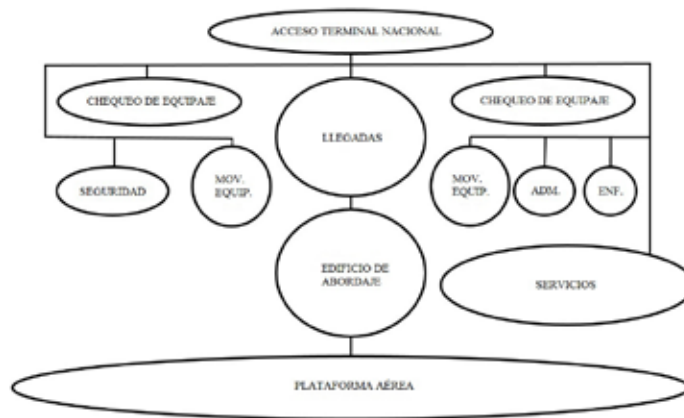 ACCESO TERMINAL NACIONAL
CHEQUEO DE EQUIPAJE
LLEGADAS
CHEQUEO DE EQUIPAJE
SEGURIDAD
MOV.
EQUIP.
MOV.
EQUIP.
ADM.
ENF.
EDIFICIO DE
ABORDAJE
SERVICIOS
PLATAFORMA AÉREA